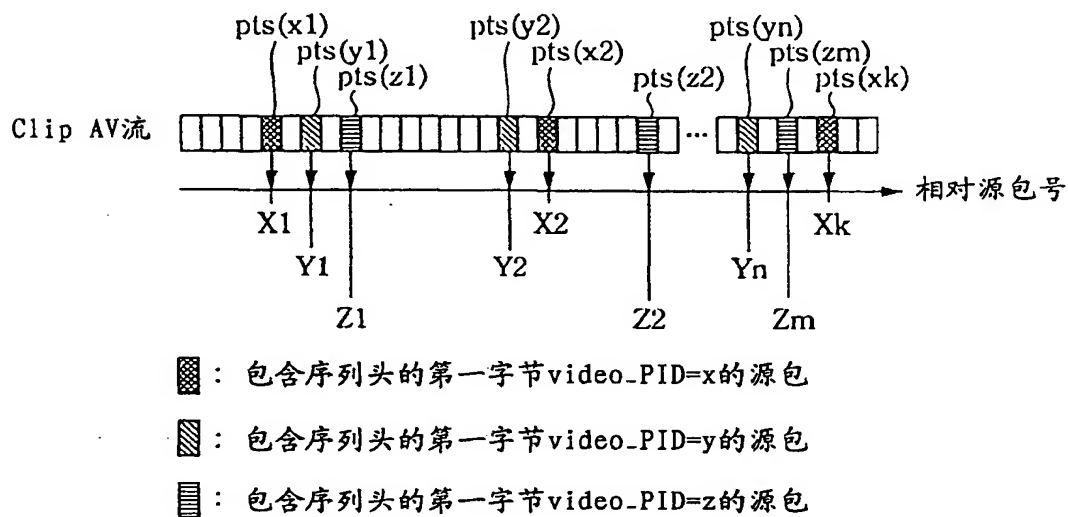 pts(x1) pts(y2) pts(yn)
pts(y1) pts(x2) pts(zm)
pts(z1) pts(z2) pts(xk)
Clip AV流 ...
相对源包号
X1 X2 Xk
Y1 Y2 Yn
Z1 Z2 Zm
： 包含序列头的第一字节video_PID=x的源包
： 包含序列头的第一字节video_PID=y的源包
： 包含序列头的第一字节video_PID=z的源包